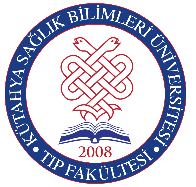 KÜTAHYA SAĞLIK BİLİMLERİ ÜNİVERSİTESİ
2008
• TIP FAKÜLTESİ •